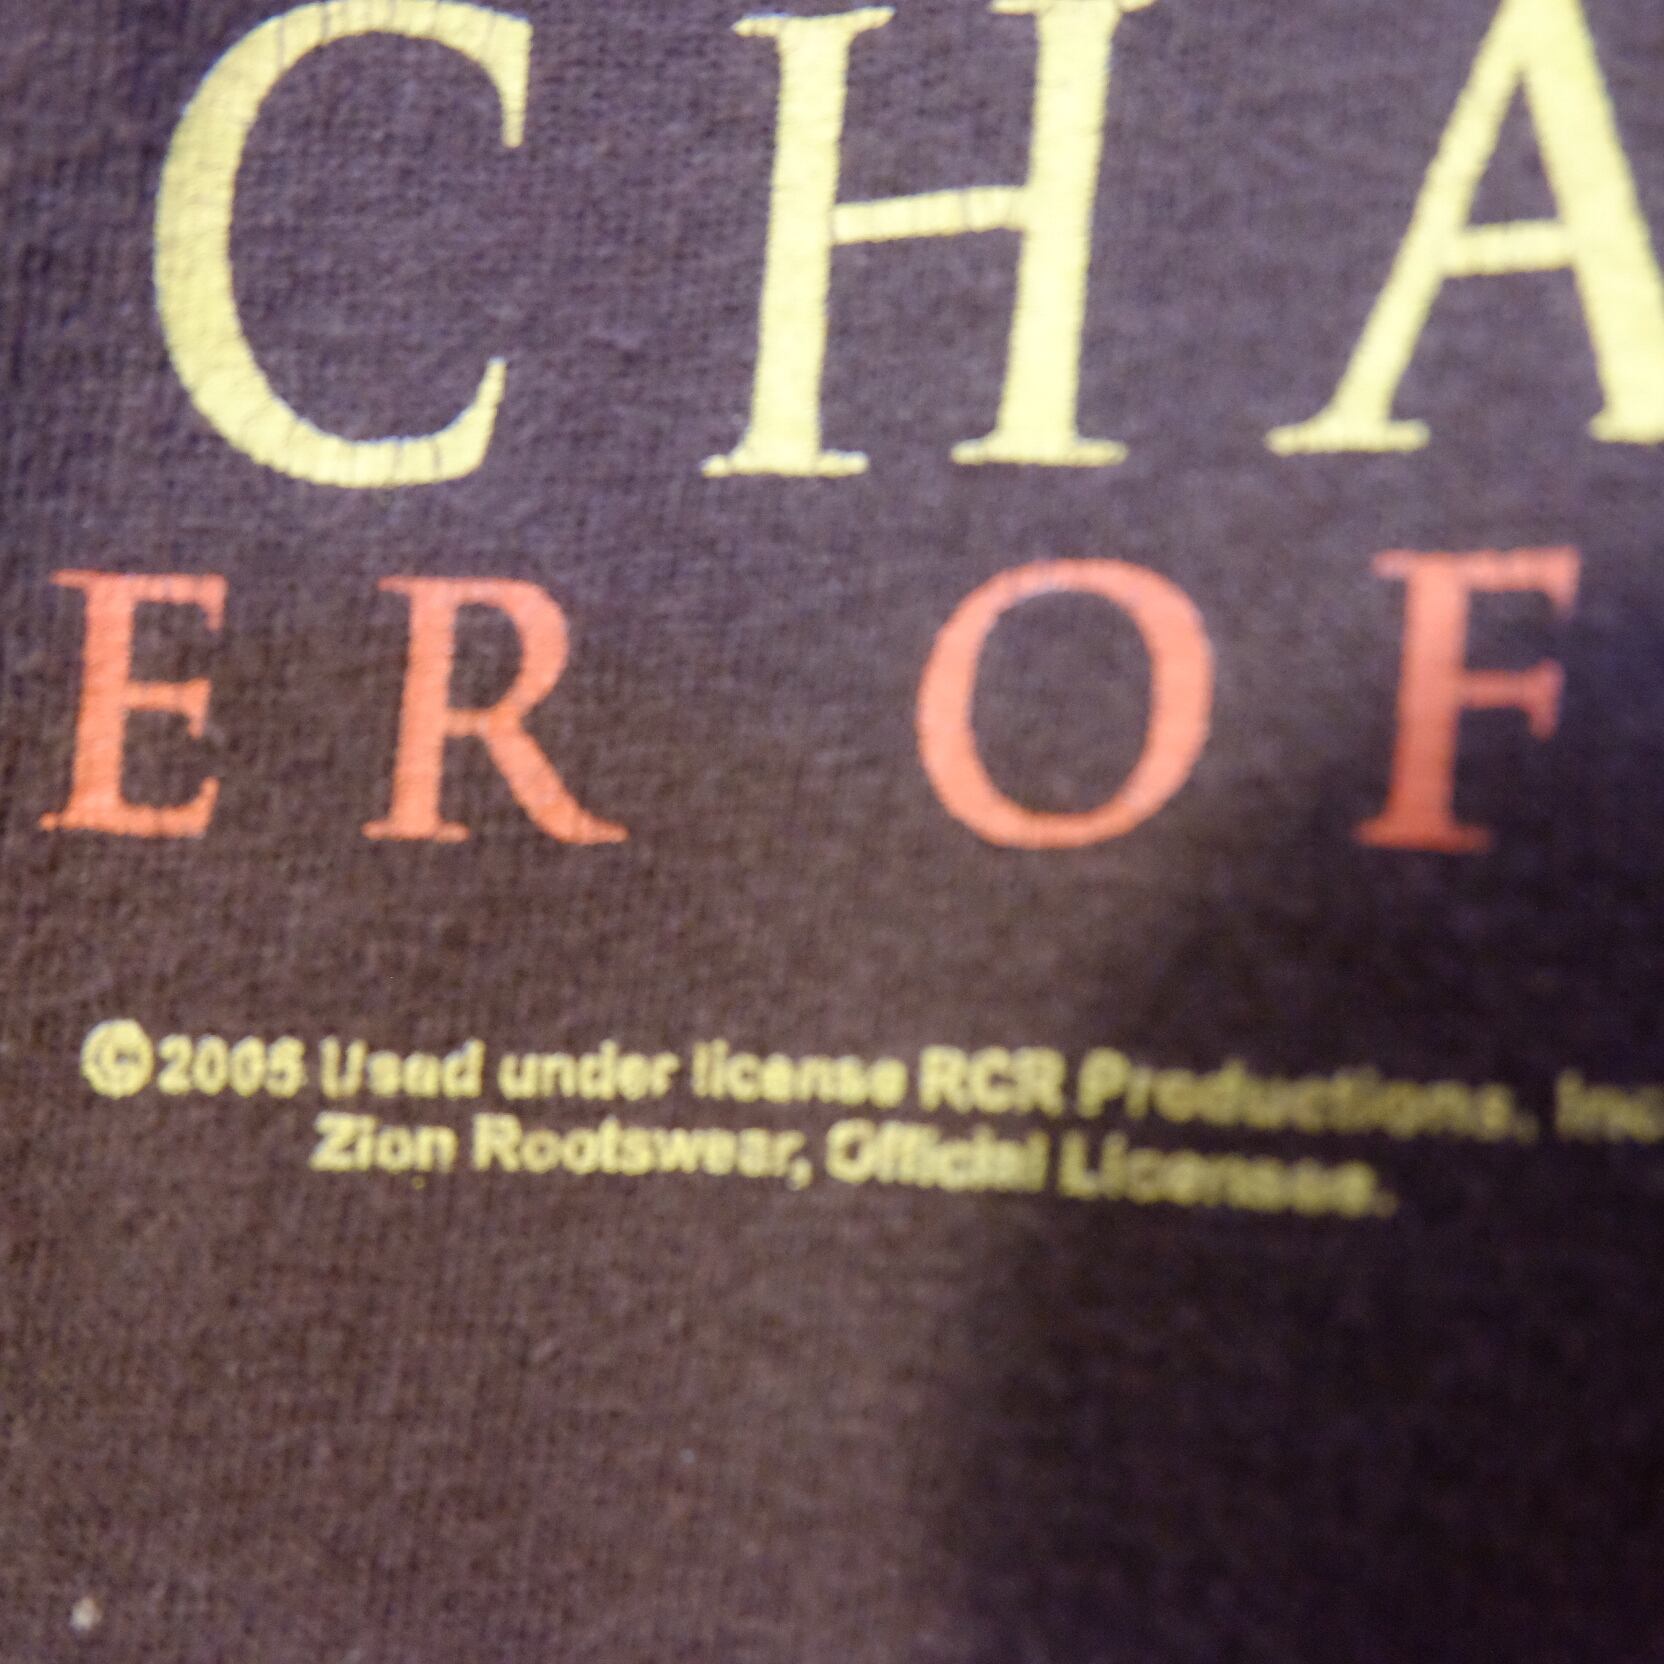 CHA
ER OF
©2005 Used under license RCR Productions, Inc
Zion Rootswear, Official Licensee.